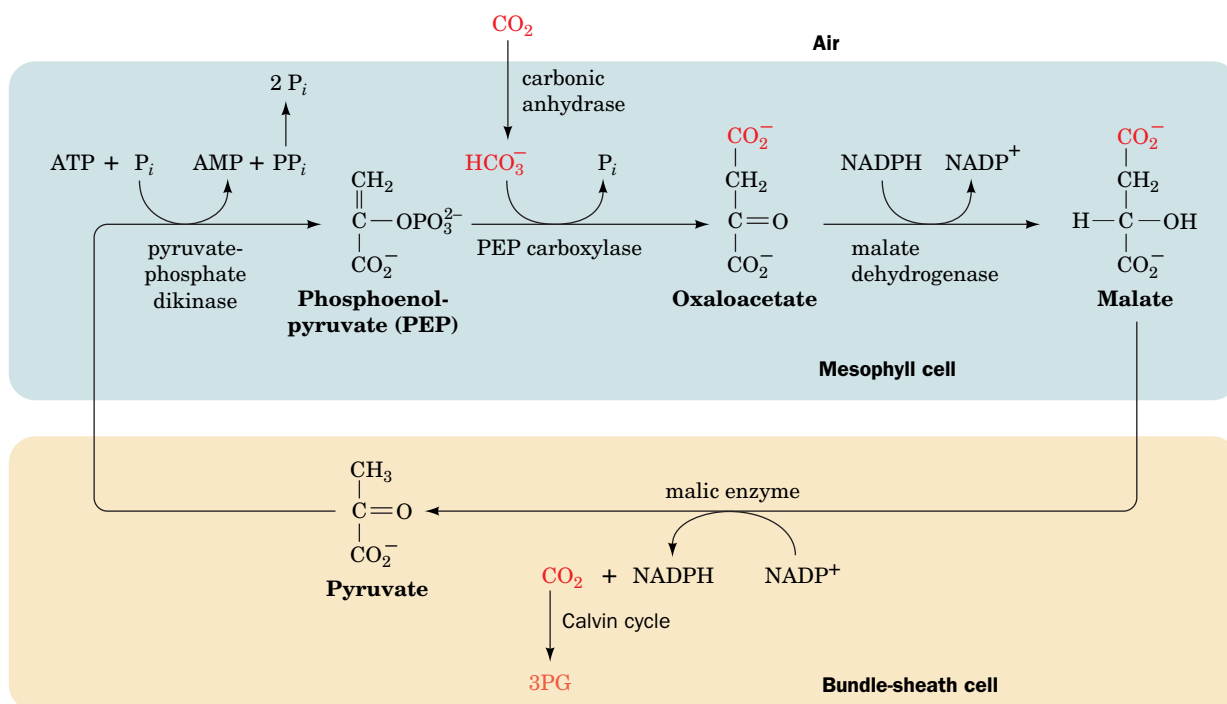 CO₂
Air
carbonic
anhydrase
2 Pᵢ
ATP + Pᵢ
AMP + PPᵢ
HCO₃⁻
Pᵢ
CO₂⁻
CH₂
C=O
CO₂⁻
NADPH
NADP⁺
CO₂⁻
CH₂
H—C—OH
CO₂⁻
CH₂
C—OPO₃²⁻
CO₂⁻
pyruvate-
phosphate
dikinase
PEP carboxylase
malate
dehydrogenase
Phosphoenol-
pyruvate (PEP)
Oxaloacetate
Malate
Mesophyll cell
CH₃
C=O
CO₂⁻
Pyruvate
malic enzyme
CO₂ + NADPH
NADP⁺
Calvin cycle
3PG
Bundle-sheath cell